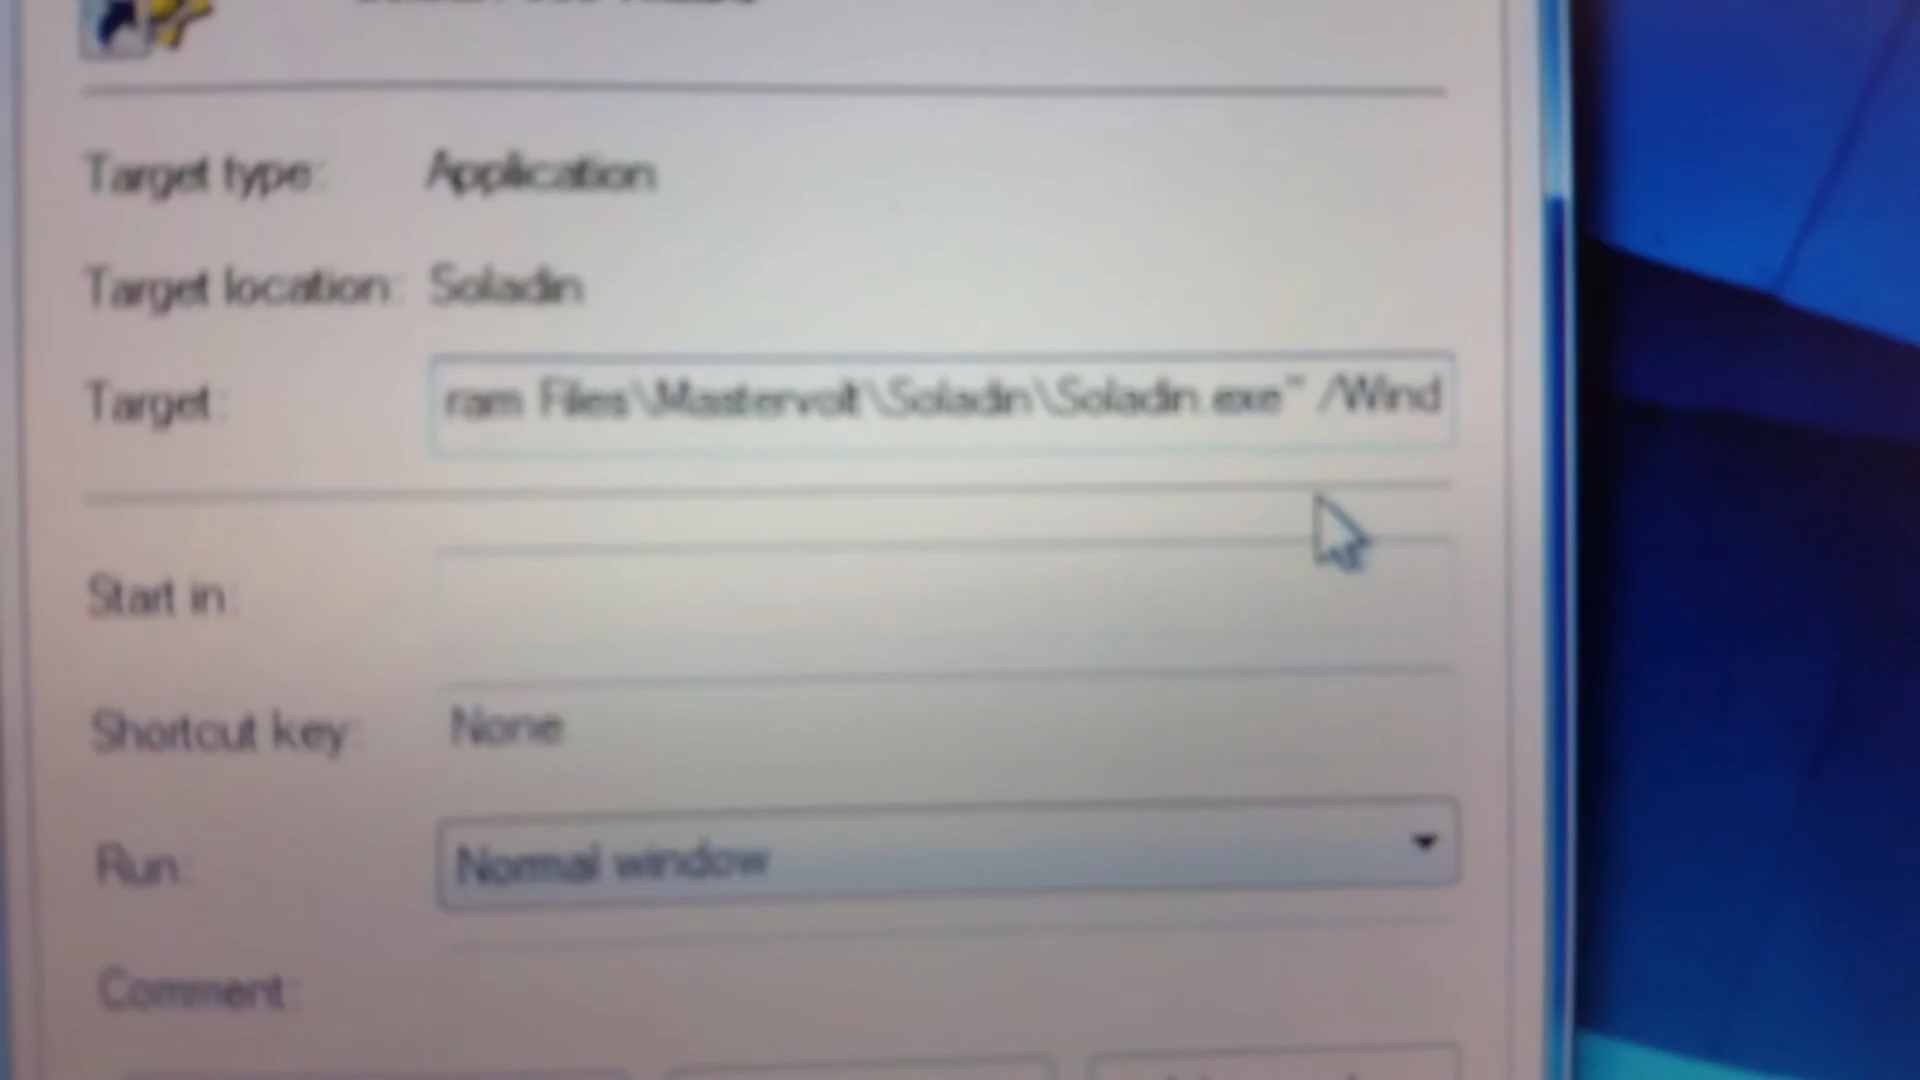 Target type: Application
Target location: Soladin
Target: ram Files\Mastervolt\Soladin\Soladin.exe" /Wind
Start in:
Shortcut key: None
Run: Normal window
Comment: